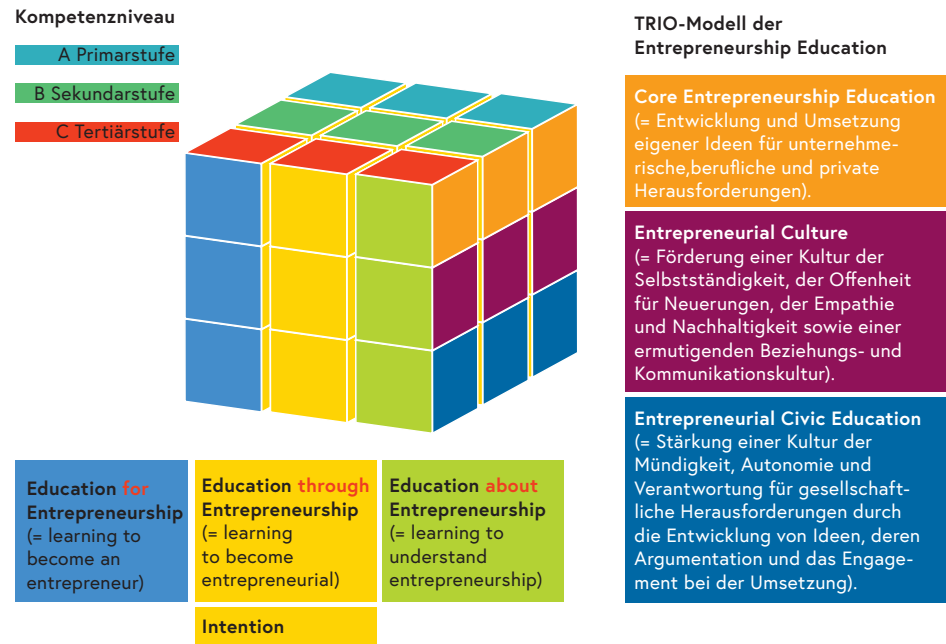 Kompetenzniveau
A Primarstufe
B Sekundarstufe
C Tertiärstufe
TRIO-Modell der
Entrepreneurship Education
Core Entrepreneurship Education
(= Entwicklung und Umsetzung
eigener Ideen für unternehme-
rische,berufliche und private
Herausforderungen).
Entrepreneurial Culture
(= Förderung einer Kultur der
Selbstständigkeit, der Offenheit
für Neuerungen, der Empathie
und Nachhaltigkeit sowie einer
ermutigenden Beziehungs- und
Kommunikationskultur).
Entrepreneurial Civic Education
(= Stärkung einer Kultur der
Mündigkeit, Autonomie und
Verantwortung für gesellschaft-
liche Herausforderungen durch
die Entwicklung von Ideen, deren
Argumentation und das Engage-
ment bei der Umsetzung).
Education for
Entrepreneurship
(= learning to
become an
entrepreneur)
Education through
Entrepreneurship
(= learning
to become
entrepreneurial)
Education about
Entrepreneurship
(= learning to
understand
entrepreneurship)
Intention